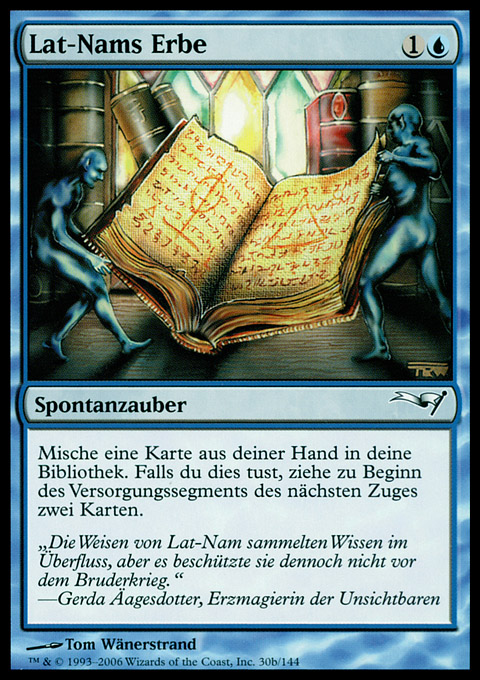 Lat-Nams Erbe
1
TEW
Spontanzauber
Mische eine Karte aus deiner Hand in deine
Bibliothek. Falls du dies tust, ziehe zu Beginn
des Versorgungssegments des nächsten Zuges
zwei Karten.
„Die Weisen von Lat-Nam sammelten Wissen im
Überfluss, aber es beschützte sie dennoch nicht vor
dem Bruderkrieg.“
—Gerda Äagesdotter, Erzmagierin der Unsichtbaren
Tom Wänerstrand
™ & © 1993–2006 Wizards of the Coast, Inc. 30b/144